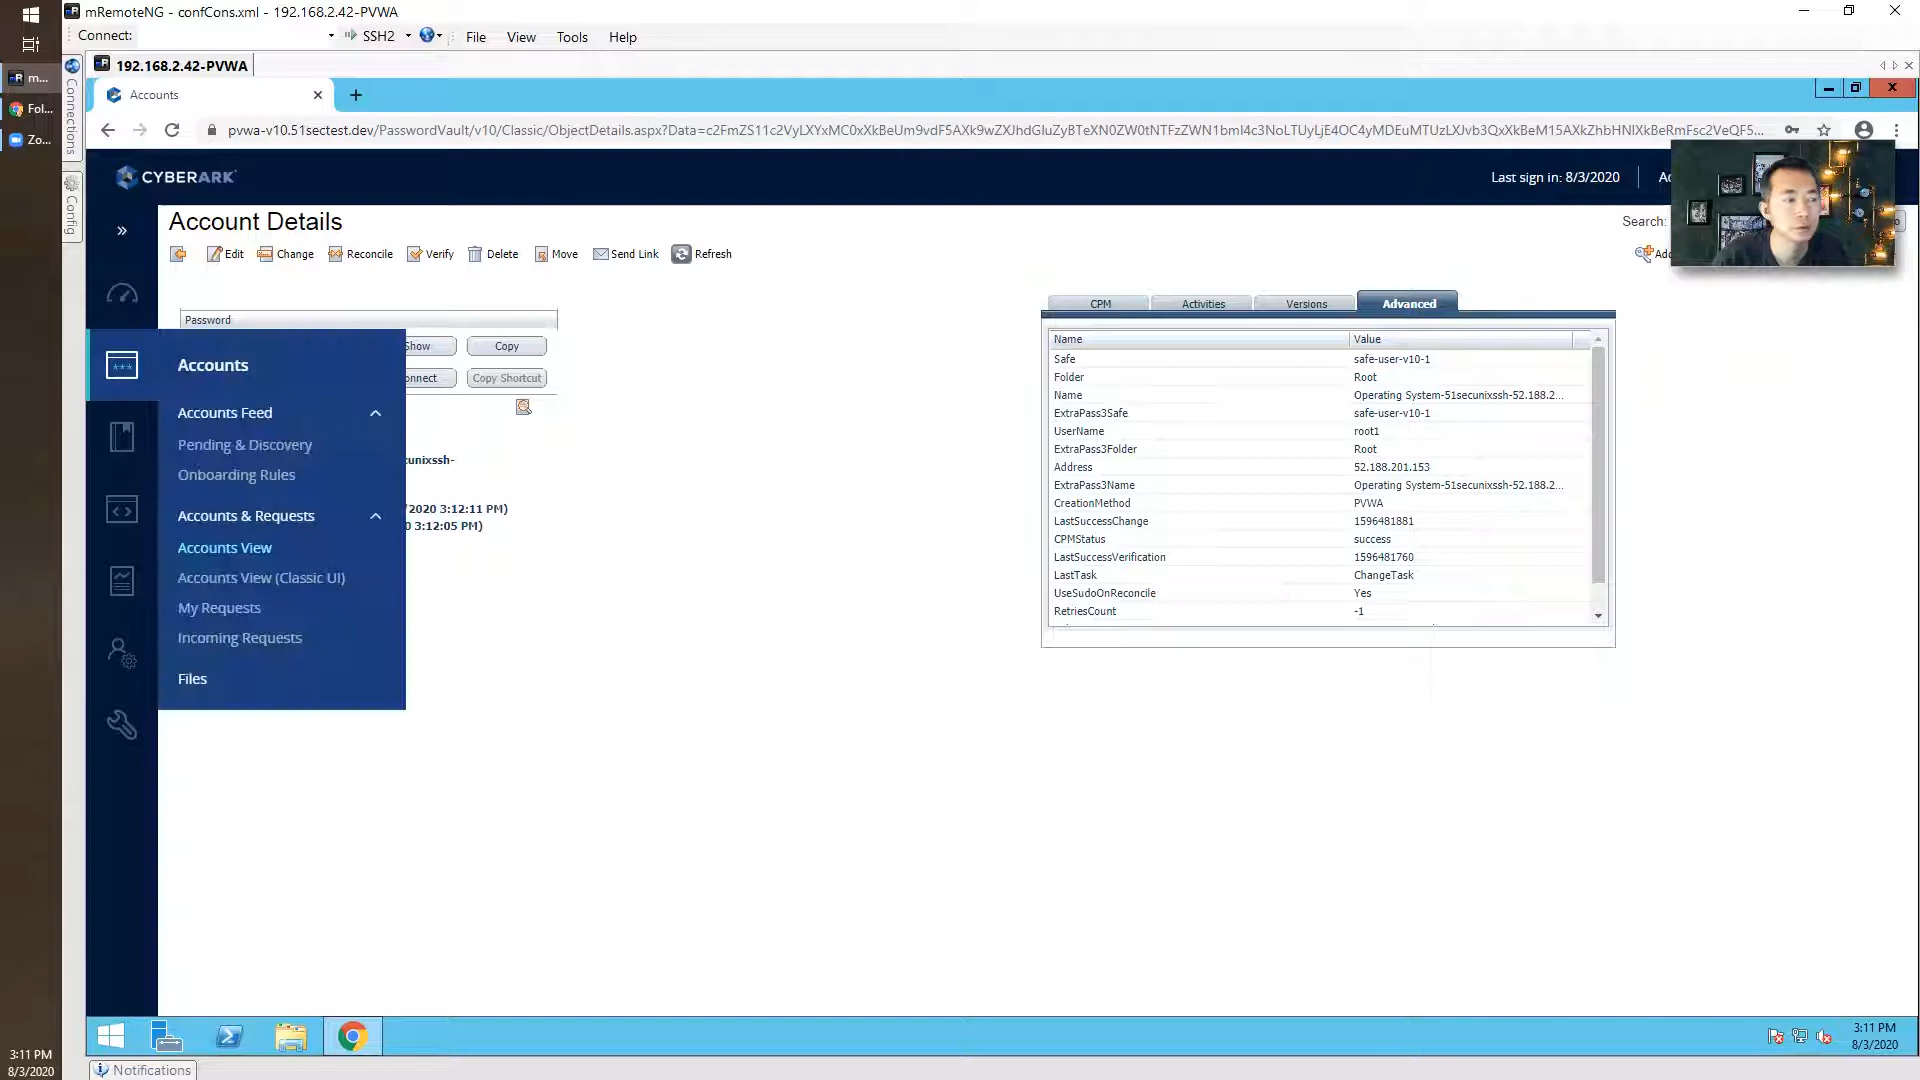 mRemoteNG - confCons.xml - 192.168.2.42-PVWA
Connect: SSH2 File View Tools Help
192.168.2.42-PVWA
m...
Fol...
Zo...
Connections
Config
Accounts
pvwa-v10.51sectest.dev/PasswordVault/v10/Classic/ObjectDetails.aspx?Data=
CYBERARK
Last sign in: 8/3/2020
Account Details
Search:
Edit Change Reconcile Verify Delete Move Send Link Refresh
Password
Show Copy
onnect Copy Shortcut
cunixssh-
/2020 3:12:11 PM)
0 3:12:05 PM)
Accounts
Accounts Feed
Pending & Discovery
Onboarding Rules
Accounts & Requests
Accounts View
Accounts View (Classic UI)
My Requests
Incoming Requests
Files
CPM Activities Versions Advanced
Name Value
Safe safe-user-v10-1
Folder Root
Name Operating System-51secunixssh-52.188.2...
ExtraPass3Safe safe-user-v10-1
UserName root1
ExtraPass3Folder Root
Address 52.188.201.153
ExtraPass3Name Operating System-51secunixssh-52.188.2...
CreationMethod PVWA
LastSuccessChange 1596481881
CPMStatus success
LastSuccessVerification 1596481760
LastTask ChangeTask
UseSudoOnReconcile Yes
RetriesCount -1
3:11 PM
8/3/2020
3:11 PM
8/3/2020
Notifications